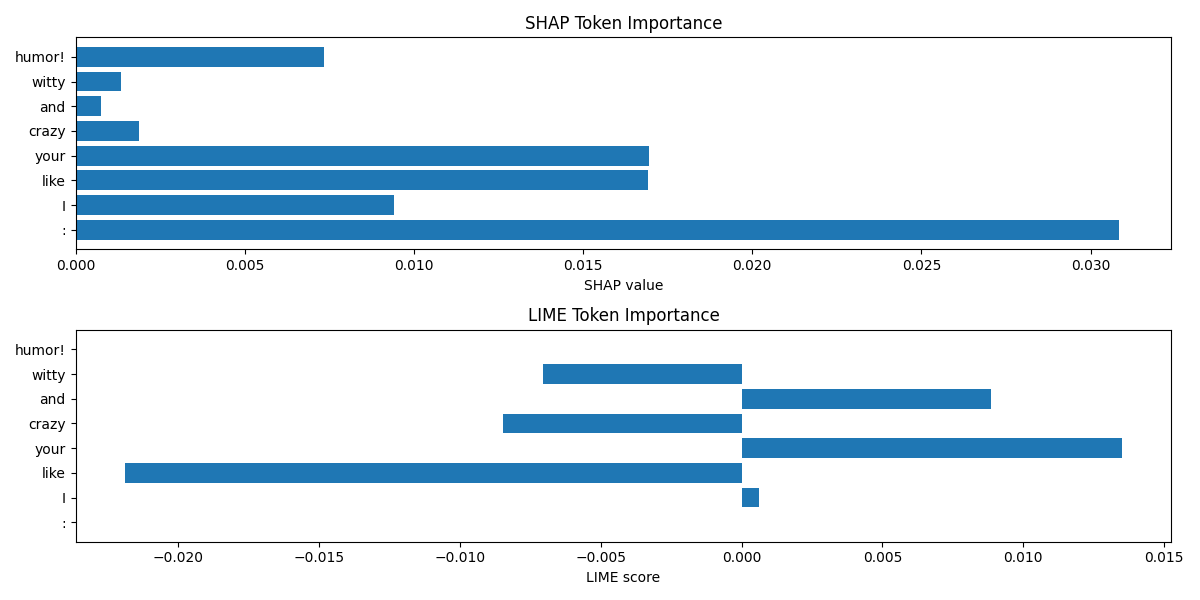 SHAP Token Importance
humor!
witty
and
crazy
your
like
I
:
0.000 0.005 0.010 0.015 0.020 0.025 0.030
SHAP value
LIME Token Importance
humor!
witty
and
crazy
your
like
I
:
−0.020 −0.015 −0.010 −0.005 0.000 0.005 0.010 0.015
LIME score